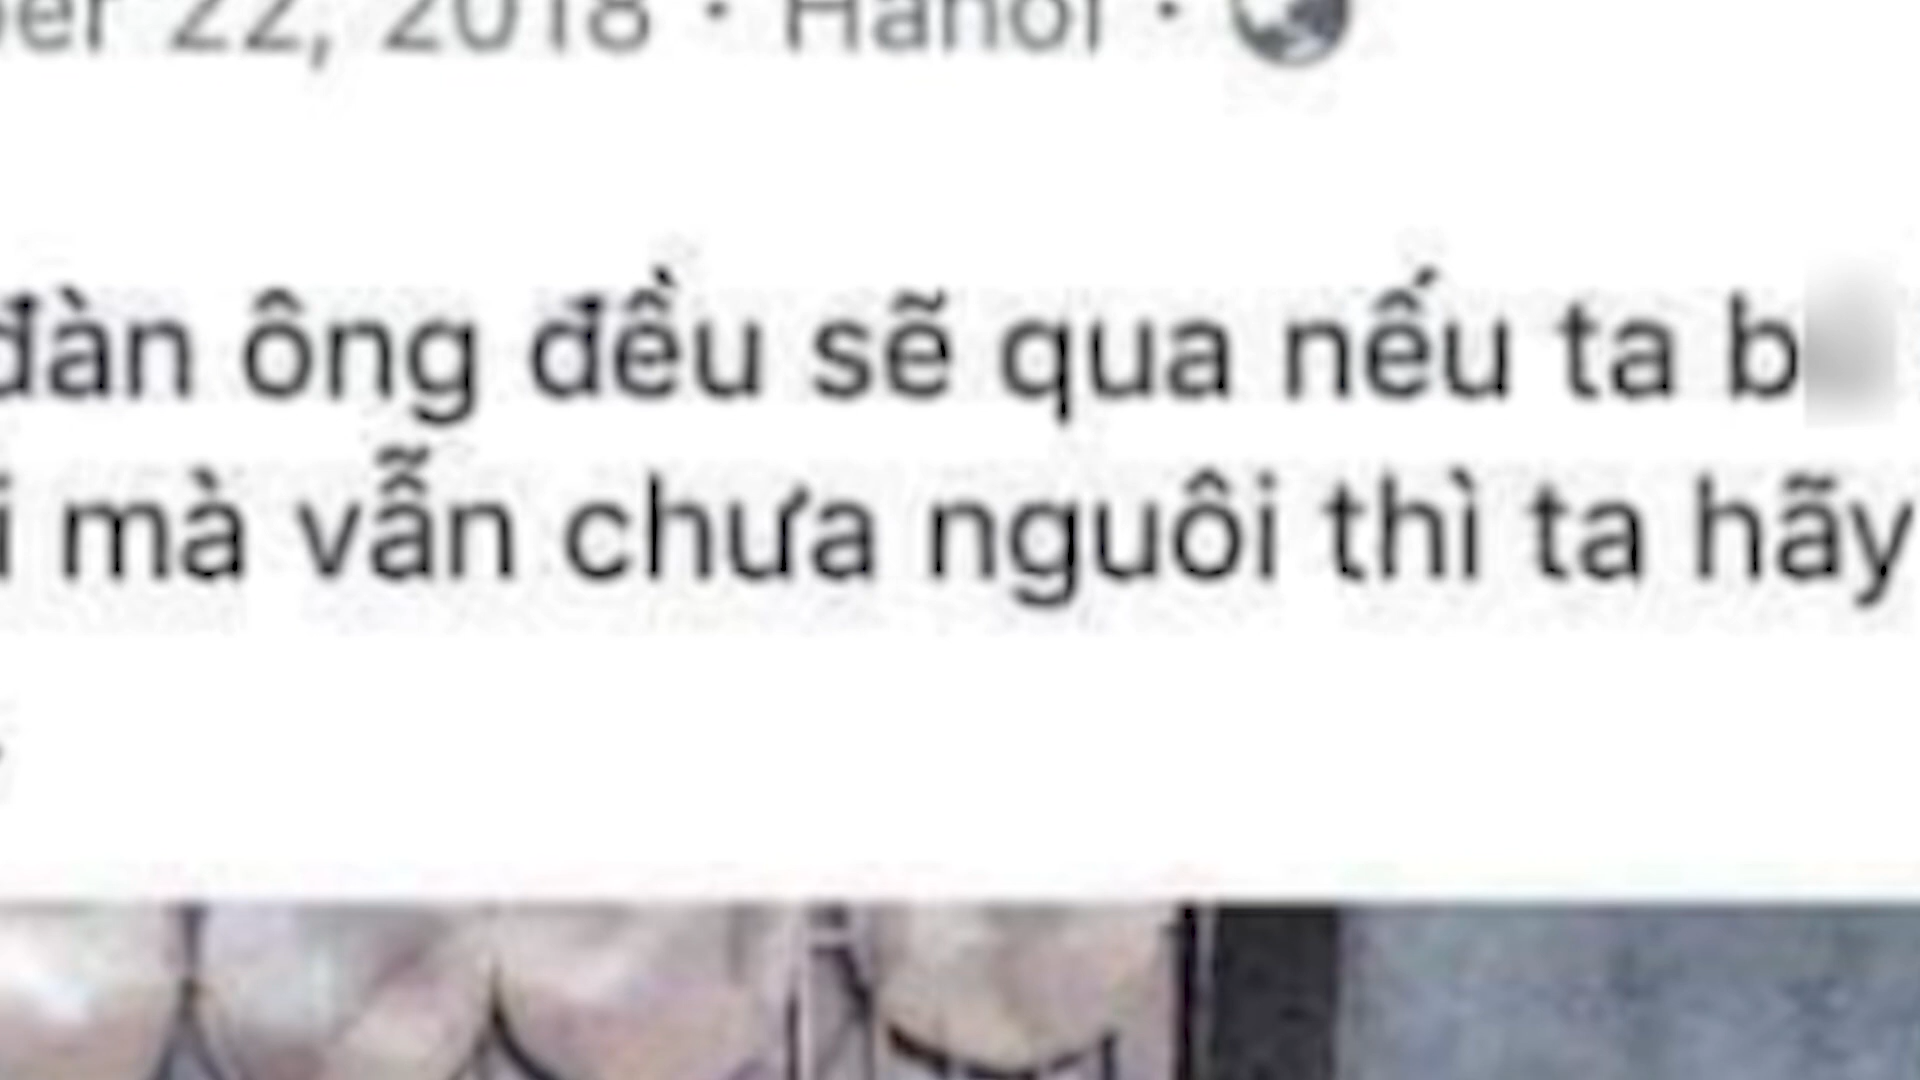 er 22, 2018 · Hanoi ·
đàn ông đều sẽ qua nếu ta b
i mà vẫn chưa nguôi thì ta hãy